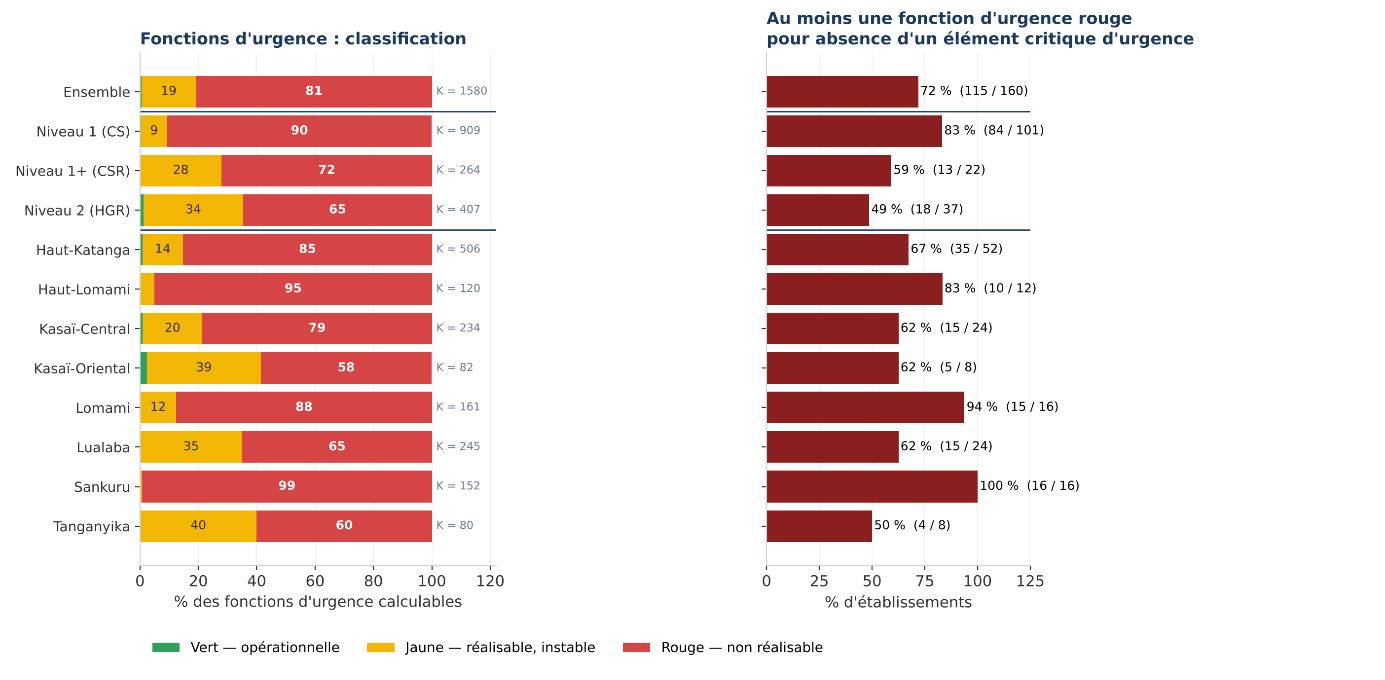 Fonctions d'urgence : classification
Ensemble
19
81
K = 1580
Niveau 1 (CS)
9
90
K = 909
Niveau 1+ (CSR)
28
72
K = 264
Niveau 2 (HGR)
34
65
K = 407
Haut-Katanga
14
85
K = 506
Haut-Lomami
95
K = 120
Kasaï-Central
20
79
K = 234
Kasaï-Oriental
39
58
K = 82
Lomami
12
88
K = 161
Lualaba
35
65
K = 245
Sankuru
99
K = 152
Tanganyika
40
60
K = 80
0 20 40 60 80 100 120
% des fonctions d'urgence calculables
Au moins une fonction d'urgence rouge
pour absence d'un élément critique d'urgence
72 % (115 / 160)
83 % (84 / 101)
59 % (13 / 22)
49 % (18 / 37)
67 % (35 / 52)
83 % (10 / 12)
62 % (15 / 24)
62 % (5 / 8)
94 % (15 / 16)
62 % (15 / 24)
100 % (16 / 16)
50 % (4 / 8)
0 25 50 75 100 125
% d'établissements
Vert — opérationnelle
Jaune — réalisable, instable
Rouge — non réalisable